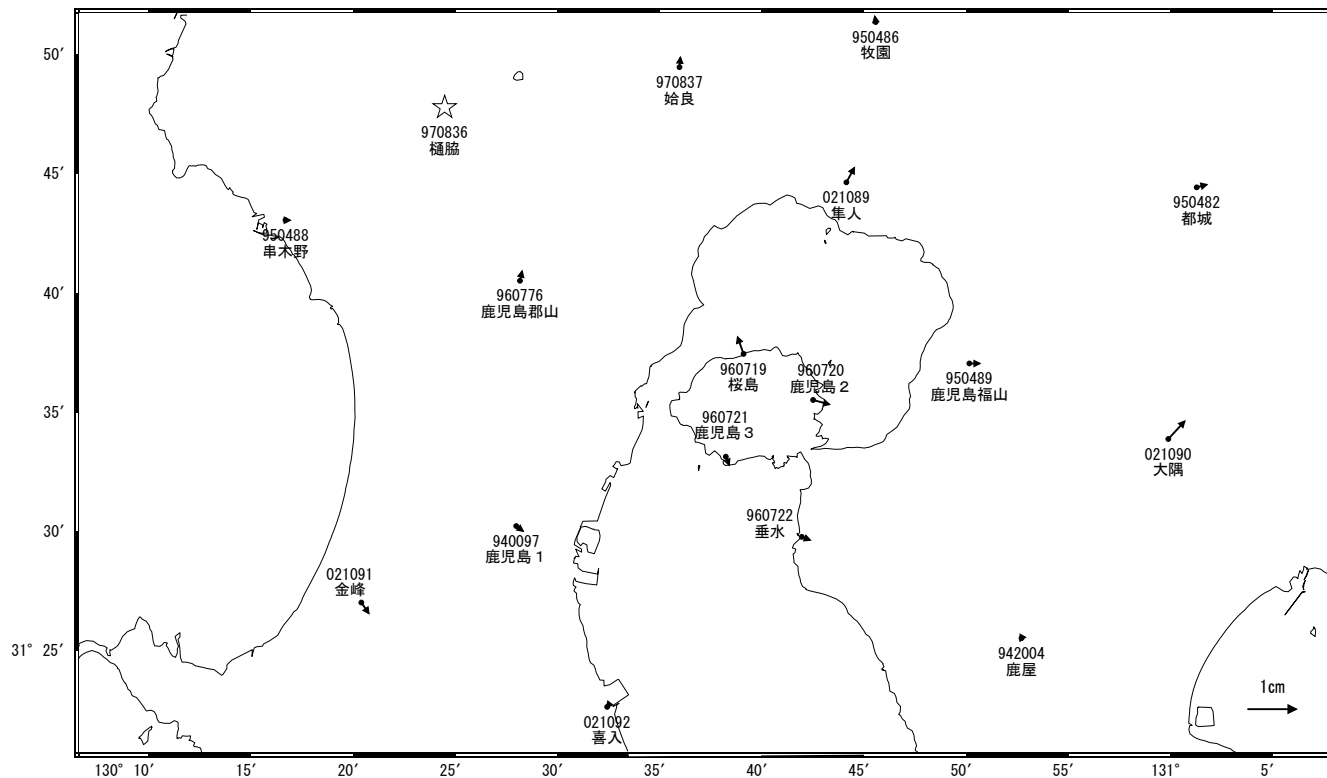 50′
950486
牧園
970837
姶良
970836
樋脇
45′
021089
隼人
950482
都城
950488
串木野
40′
960776
鹿児島郡山
960719
桜島
960720
鹿児島２
950489
鹿児島福山
35′
960721
鹿児島３
021090
大隅
30′
960722
垂水
940097
鹿児島１
021091
金峰
31° 25′
942004
鹿屋
1cm
021092
喜入
130° 10′ 15′ 20′ 25′ 30′ 35′ 40′ 45′ 50′ 55′ 131° 5′